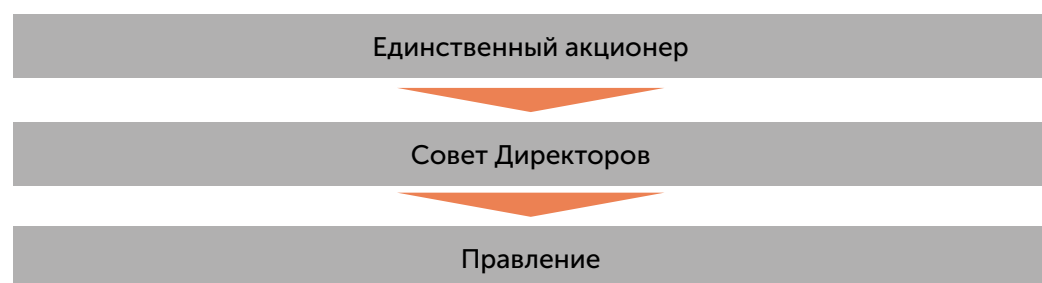 Единственный акционер
Совет Директоров
Правление